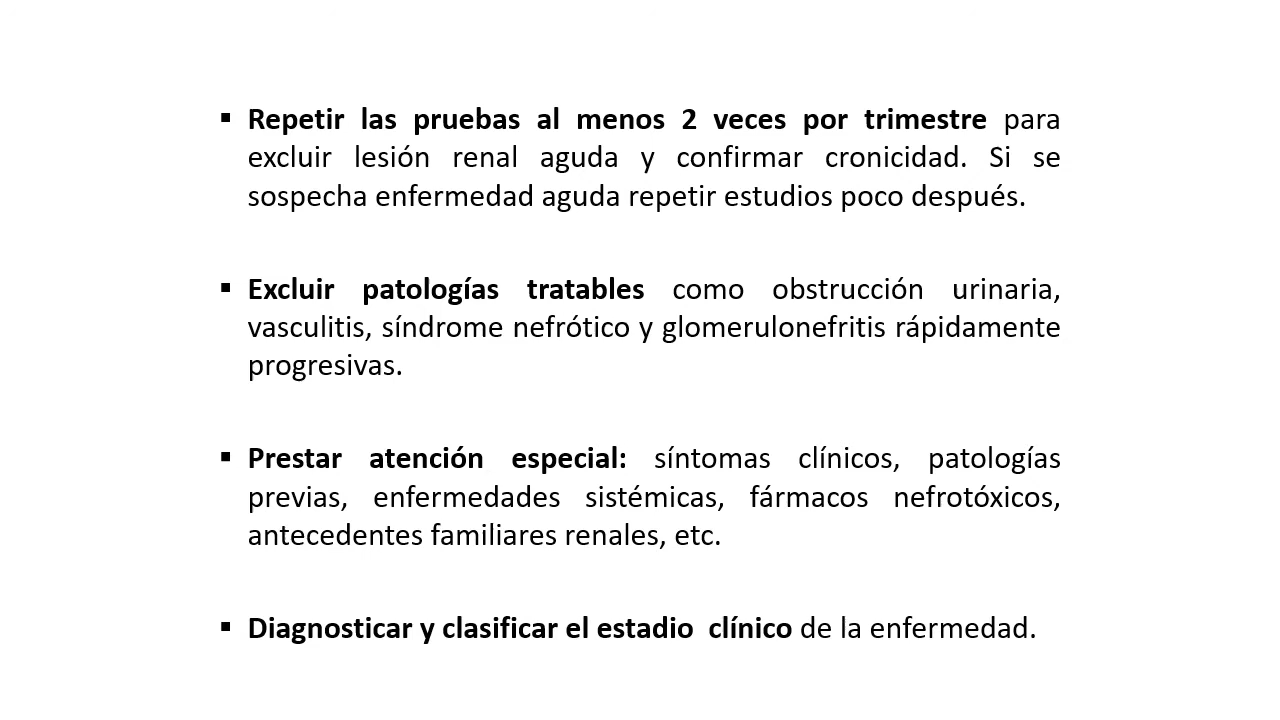 ▪ Repetir las pruebas al menos 2 veces por trimestre para
excluir lesión renal aguda y confirmar cronicidad. Si se
sospecha enfermedad aguda repetir estudios poco después.
▪ Excluir patologías tratables como obstrucción urinaria,
vasculitis, síndrome nefrótico y glomerulonefritis rápidamente
progresivas.
▪ Prestar atención especial: síntomas clínicos, patologías
previas, enfermedades sistémicas, fármacos nefrotóxicos,
antecedentes familiares renales, etc.
▪ Diagnosticar y clasificar el estadio clínico de la enfermedad.